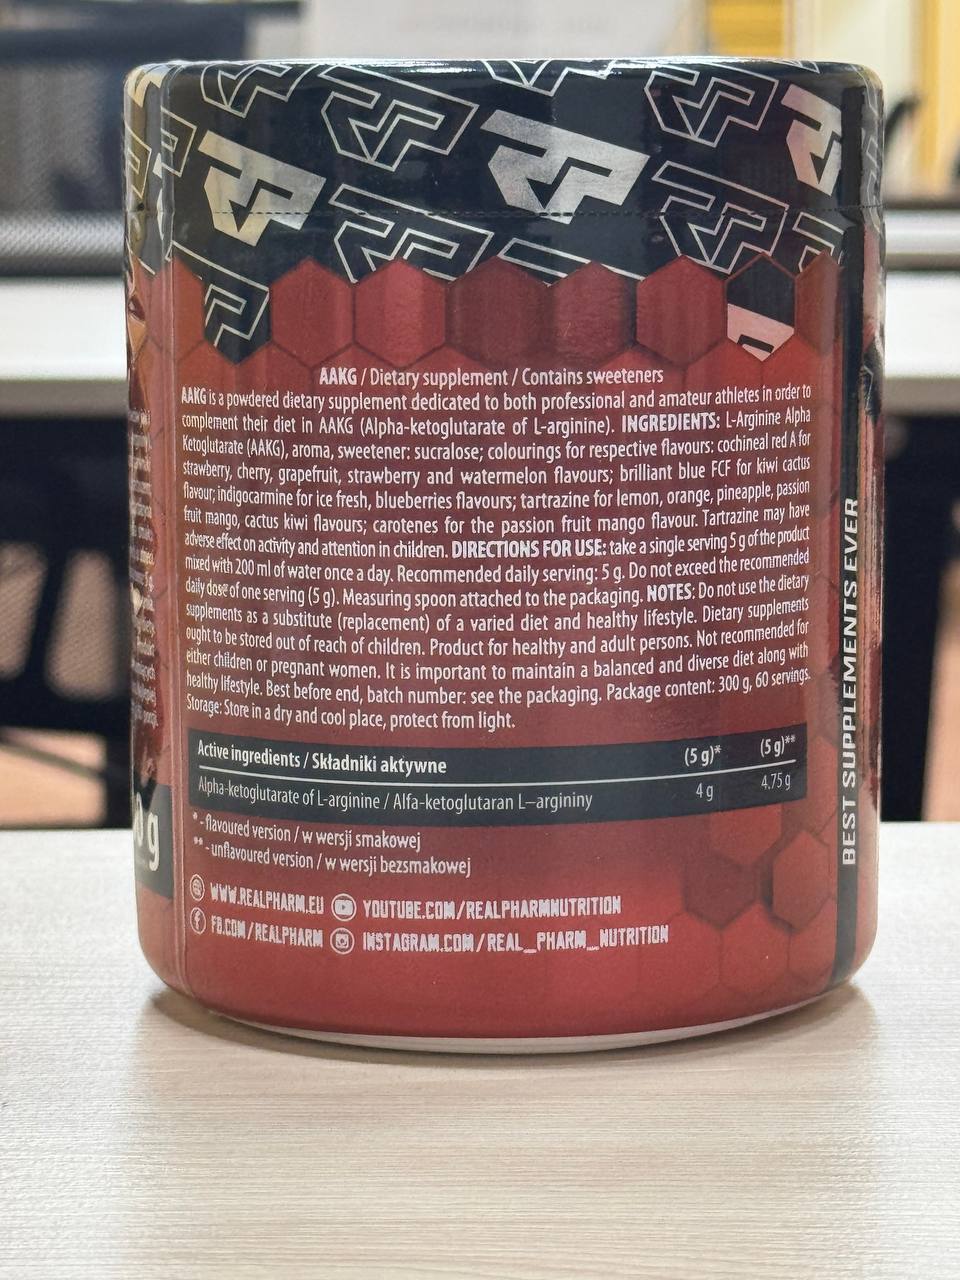 AAKG / Dietary supplement / Contains sweeteners
AAKG is a powdered dietary supplement dedicated to both professional and amateur athletes in order to
complement their diet in AAKG (Alpha-ketoglutarate of L-arginine). INGREDIENTS: L-Arginine Alpha
Ketoglutarate (AAKG), aroma, sweetener: sucralose; colourings for respective flavours: cochineal red A for
strawberry, cherry, grapefruit, strawberry and watermelon flavours; brilliant blue FCF for kiwi cactus
flavour; indigocarmine for ice fresh, blueberries flavours; tartrazine for lemon, orange, pineapple, passion
fruit mango, cactus kiwi flavours; carotenes for the passion fruit mango flavour. Tartrazine may have
adverse effect on activity and attention in children. DIRECTIONS FOR USE: take a single serving 5 g of the product
mixed with 200 ml of water once a day. Recommended daily serving: 5 g. Do not exceed the recommended
daily dose of one serving (5 g). Measuring spoon attached to the packaging. NOTES: Do not use the dietary
supplements as a substitute (replacement) of a varied diet and healthy lifestyle. Dietary supplements
ought to be stored out of reach of children. Product for healthy and adult persons. Not recommended for
either children or pregnant women. It is important to maintain a balanced and diverse diet along with
healthy lifestyle. Best before end, batch number: see the packaging. Package content: 300 g, 60 servings.
Storage: Store in a dry and cool place, protect from light.
Active ingredients / Składniki aktywne (5 g)* (5 g)**
Alpha-ketoglutarate of L-arginine / Alfa-ketoglutaran L-argininy 4 g 4.75 g
* - flavoured version / w wersji smakowej
** - unflavoured version / w wersji bezsmakowej
WWW.REALPHARM.EU YOUTUBE.COM/REALPHARMNUTRITION
FB.COM/REALPHARM INSTAGRAM.COM/REAL_PHARM_NUTRITION
BEST SUPPLEMENTS EVER
0 g